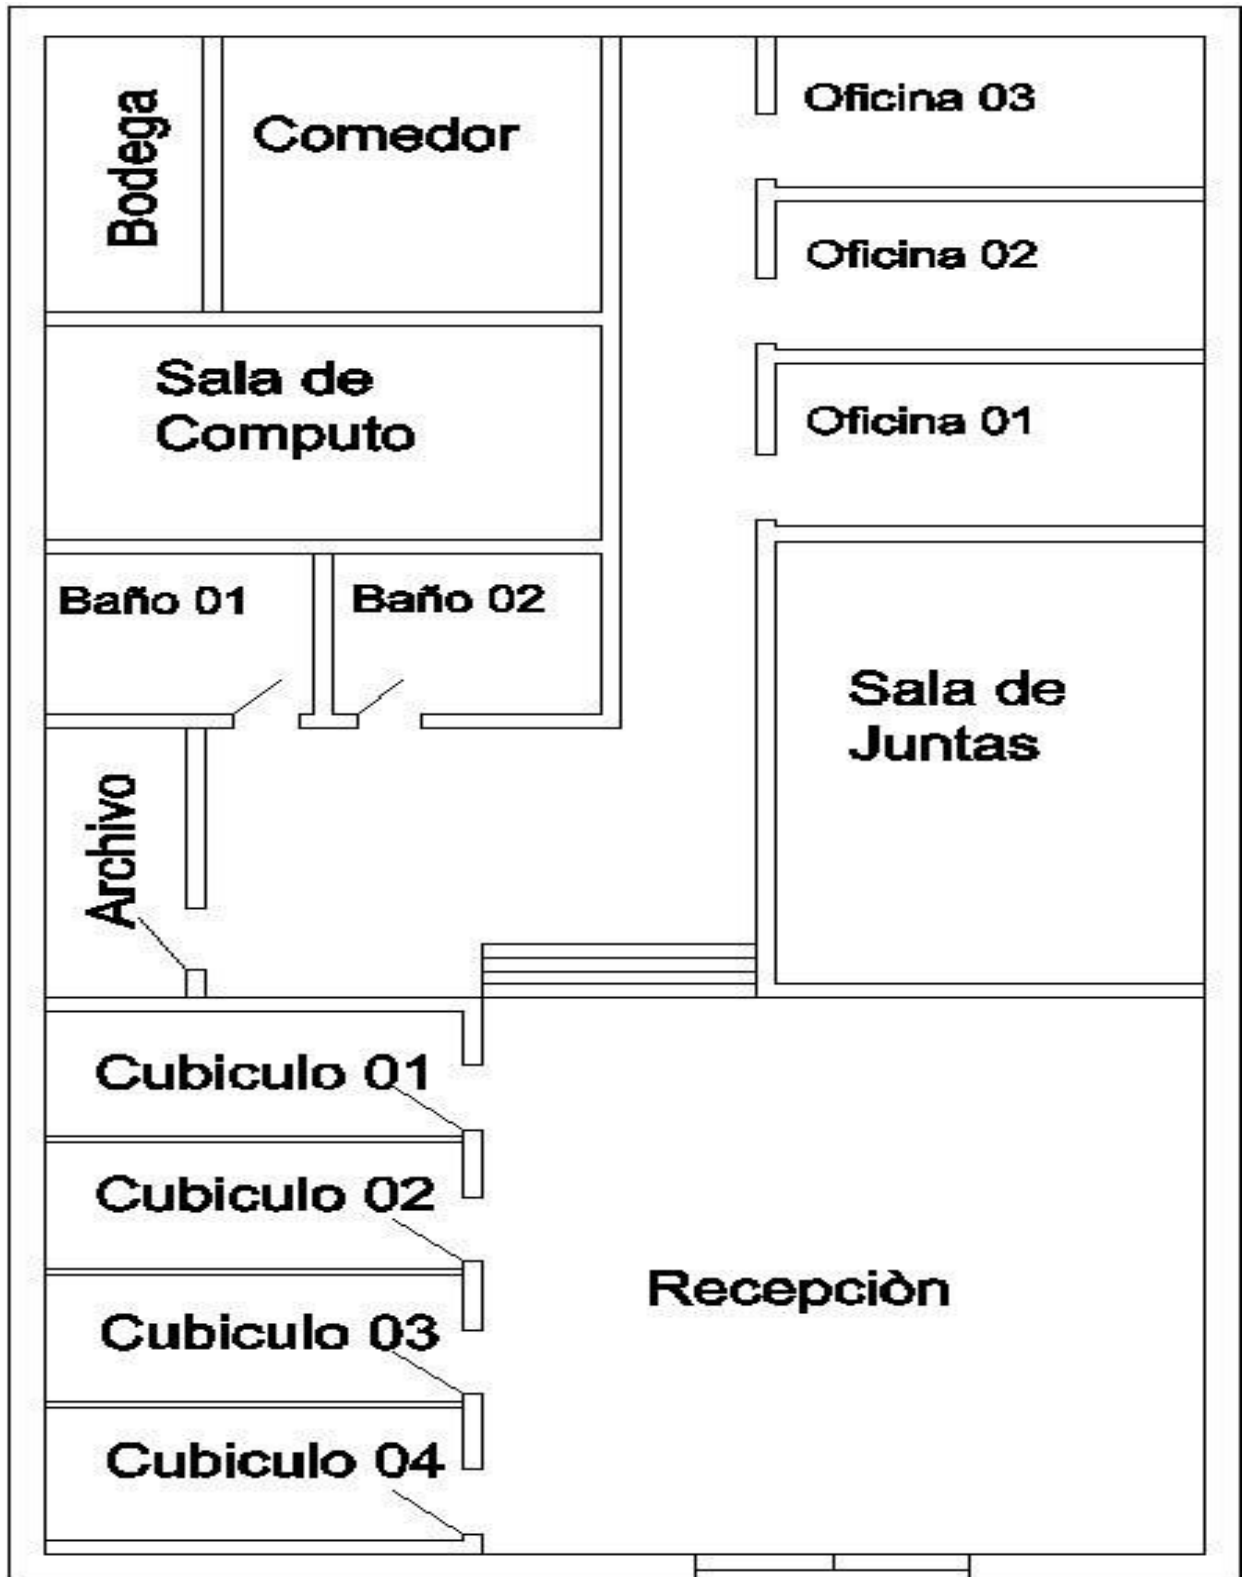 Bodega
Comedor
Oficina 03
Oficina 02
Sala de
Computo
Oficina 01
Baño 01
Baño 02
Sala de
Juntas
Archivo
Cubiculo 01
Cubiculo 02
Recepciòn
Cubiculo 03
Cubiculo 04